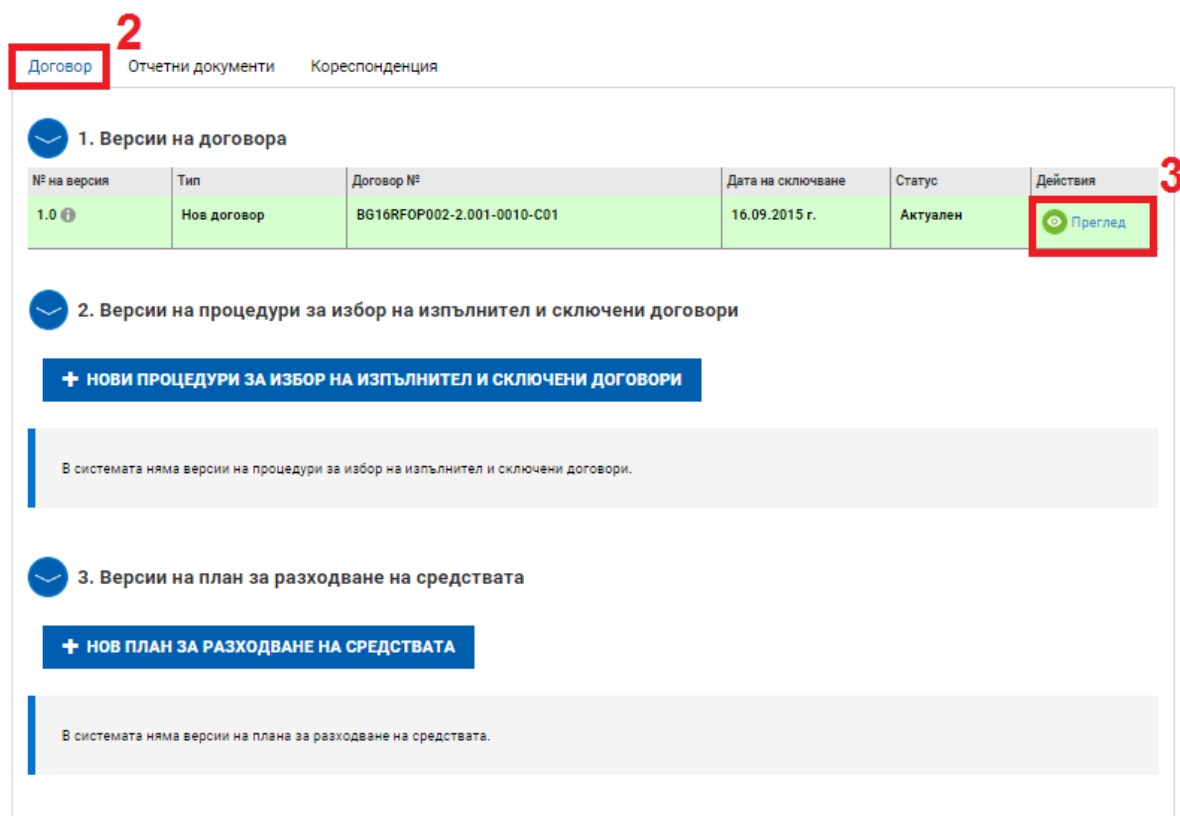 2
Договор Отчетни документи Кореспонденция
1. Версии на договора
3
№ на версия Тип Договор № Дата на сключване Статус Действия
1.0 Нов договор BG16RFOP002-2.001-0010-C01 16.09.2015 г. Актуален Преглед
2. Версии на процедури за избор на изпълнител и сключени договори
+ НОВИ ПРОЦЕДУРИ ЗА ИЗБОР НА ИЗПЪЛНИТЕЛ И СКЛЮЧЕНИ ДОГОВОРИ
В системата няма версии на процедури за избор на изпълнител и сключени договори.
3. Версии на план за разходване на средствата
+ НОВ ПЛАН ЗА РАЗХОДВАНЕ НА СРЕДСТВАТА
В системата няма версии на плана за разходване на средствата.